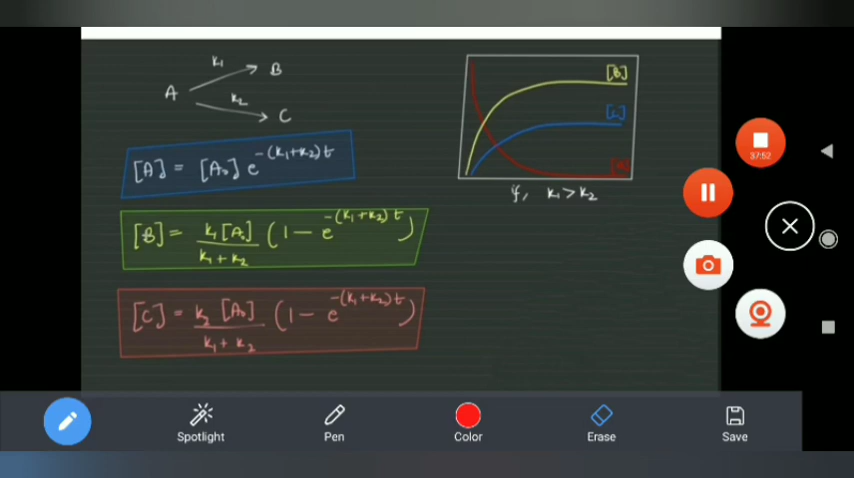 k₁
A B
k₂
C
[A] = [A₀] e^-(k₁+k₂)t
[B] = k₁[A₀]/k₁+k₂ (1 - e^-(k₁+k₂)t)
[C] = k₂ [A₀]/k₁+k₂ (1 - e^-(k₁+k₂)t)
[B]
[C]
[A]
if, k₁ > k₂
37:52
Spotlight Pen Color Erase Save